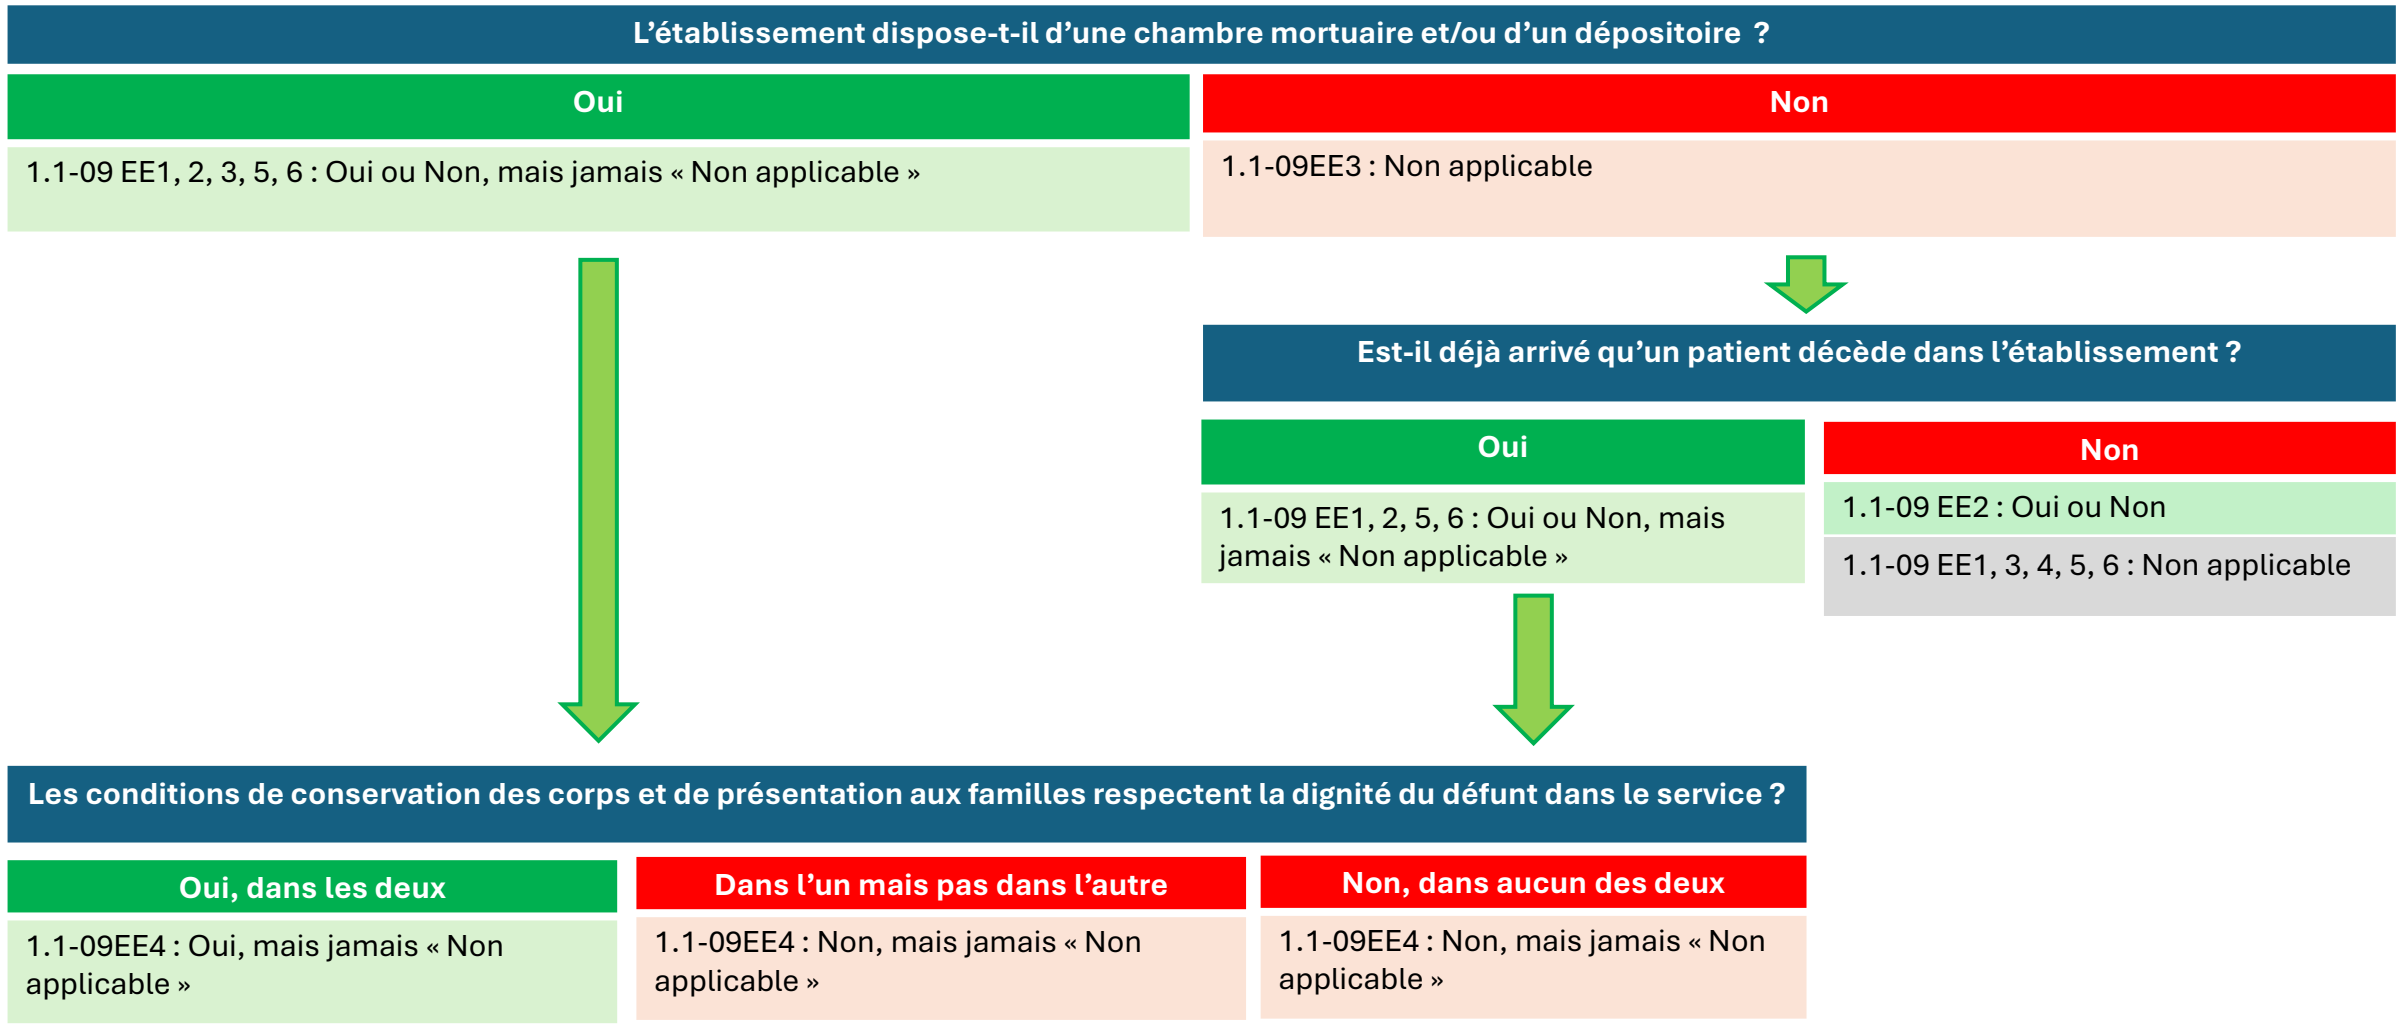 L’établissement dispose-t-il d’une chambre mortuaire et/ou d’un dépositoire  ?
Oui
Non
1.1-09 EE1, 2, 3, 5, 6 : Oui ou Non, mais jamais « Non applicable »
1.1-09EE3 : Non applicable
Est-il déjà arrivé qu’un patient décède dans l’établissement ?
Oui
Non
1.1-09 EE1, 2, 5, 6 : Oui ou Non, mais
jamais « Non applicable »
1.1-09 EE2 : Oui ou Non
1.1-09 EE1, 3, 4, 5, 6 : Non applicable
Les conditions de conservation des corps et de présentation aux familles respectent la dignité du défunt dans le service ?
Oui, dans les deux
Dans l’un mais pas dans l’autre
Non, dans aucun des deux
1.1-09EE4 : Oui, mais jamais « Non
applicable »
1.1-09EE4 : Non, mais jamais « Non
applicable »
1.1-09EE4 : Non, mais jamais « Non
applicable »